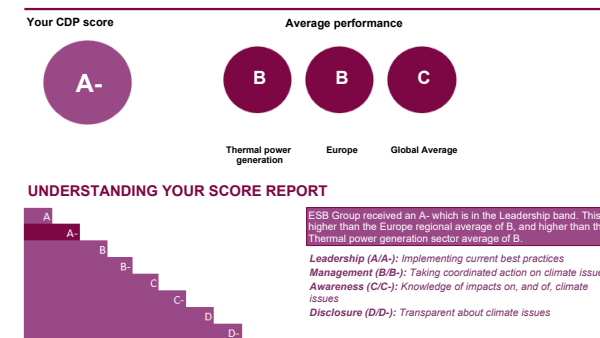 Your CDP score
Average performance
A-
B
B
C
Thermal power
generation
Europe
Global Average
UNDERSTANDING YOUR SCORE REPORT
A
A-
B
B-
C
C-
D
D-
ESB Group received an A- which is in the Leadership band. This
higher than the Europe regional average of B, and higher than th
Thermal power generation sector average of B.
Leadership (A/A-): Implementing current best practices
Management (B/B-): Taking coordinated action on climate issue
Awareness (C/C-): Knowledge of impacts on, and of, climate
issues
Disclosure (D/D-): Transparent about climate issues